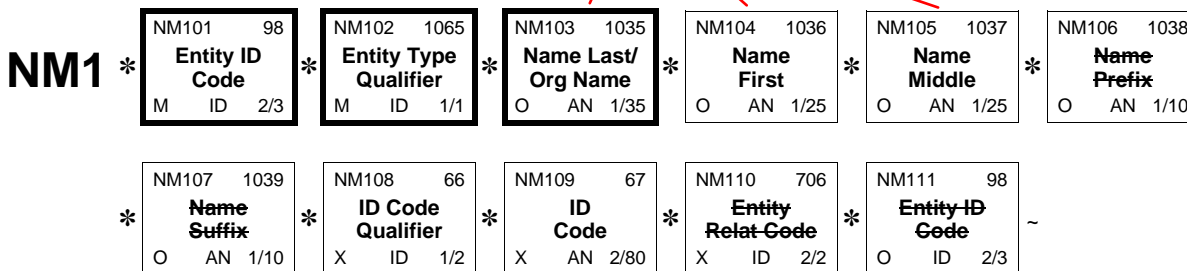 NM1 * NM101 98 * NM102 1065 * NM103 1035 * NM104 1036 * NM105 1037 * NM106 1038
Entity ID Entity Type Name Last/ Name Name Name
Code Qualifier Org Name First Middle Prefix
M ID 2/3 M ID 1/1 O AN 1/35 O AN 1/25 O AN 1/25 O AN 1/10
* NM107 1039 * NM108 66 * NM109 67 * NM110 706 * NM111 98 ~
Name ID Code ID Entity Entity ID
Suffix Qualifier Code Relat Code Code
O AN 1/10 X ID 1/2 X AN 2/80 X ID 2/2 O ID 2/3